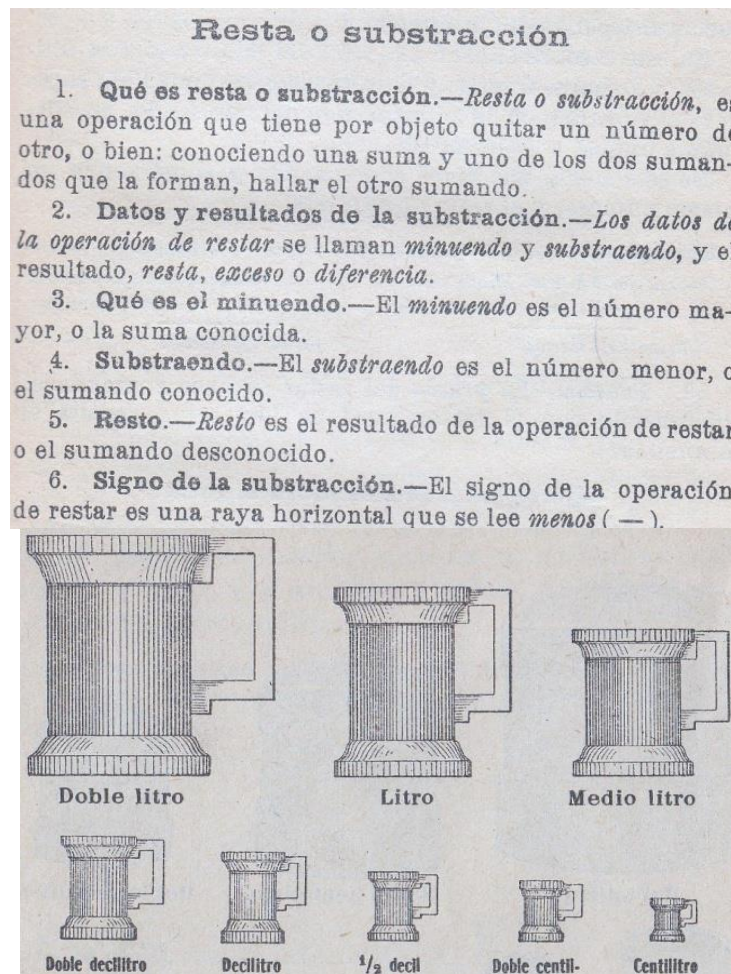 Resta o substracción
1. Qué es resta o substracción.—Resta o substracción, es
una operación que tiene por objeto quitar un número de
otro, o bien: conociendo una suma y uno de los dos suman-
dos que la forman, hallar el otro sumando.
2. Datos y resultados de la substracción.—Los datos de
la operación de restar se llaman minuendo y substraendo, y el
resultado, resta, exceso o diferencia.
3. Qué es el minuendo.—El minuendo es el número ma-
yor, o la suma conocida.
4. Substraendo.—El substraendo es el número menor, o
el sumando conocido.
5. Resto.—Resto es el resultado de la operación de restar
o el sumando desconocido.
6. Signo de la substracción.—El signo de la operación
de restar es una raya horizontal que se lee menos ( — ).
Doble litro Litro Medio litro
Doble decilitro Decilitro 1/2 decil Doble centil- Centilitro